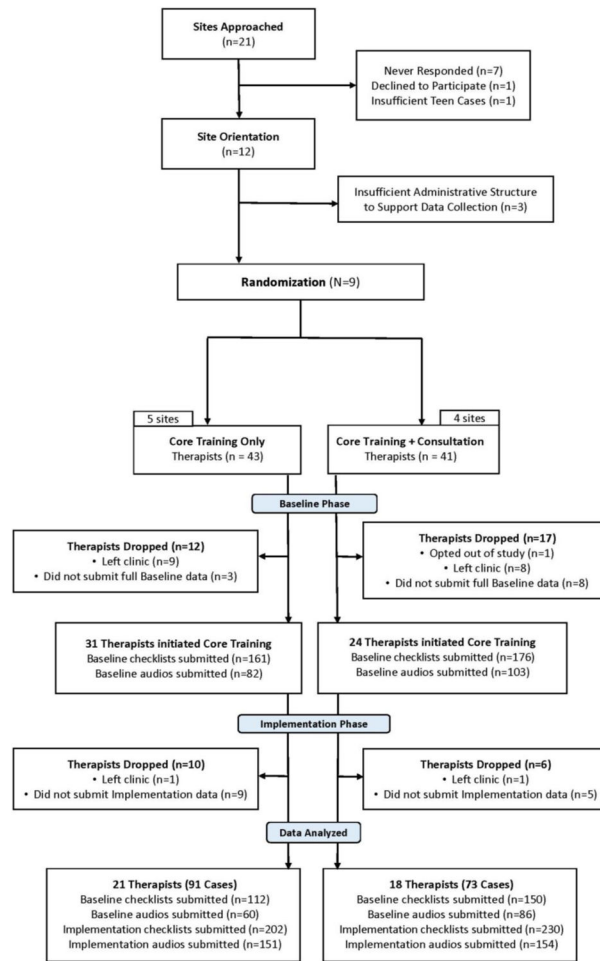 Sites Approached
(n=21)
Never Responded (n=7)
Declined to Participate (n=1)
Insufficient Teen Cases (n=1)
Site Orientation
(n=12)
Insufficient Administrative Structure
to Support Data Collection (n=3)
Randomization (N=9)
5 sites
Core Training Only
Therapists (n = 43)
4 sites
Core Training + Consultation
Therapists (n = 41)
Baseline Phase
Therapists Dropped (n=12)
• Left clinic (n=9)
• Did not submit full Baseline data (n=3)
Therapists Dropped (n=17)
• Opted out of study (n=1)
• Left clinic (n=8)
• Did not submit full Baseline data (n=8)
31 Therapists initiated Core Training
Baseline checklists submitted (n=161)
Baseline audios submitted (n=82)
24 Therapists initiated Core Training
Baseline checklists submitted (n=176)
Baseline audios submitted (n=103)
Implementation Phase
Therapists Dropped (n=10)
• Left clinic (n=1)
• Did not submit Implementation data (n=9)
Therapists Dropped (n=6)
• Left clinic (n=1)
• Did not submit Implementation data (n=5)
Data Analyzed
21 Therapists (91 Cases)
Baseline checklists submitted (n=112)
Baseline audios submitted (n=60)
Implementation checklists submitted (n=202)
Implementation audios submitted (n=151)
18 Therapists (73 Cases)
Baseline checklists submitted (n=150)
Baseline audios submitted (n=86)
Implementation checklists submitted (n=230)
Implementation audios submitted (n=154)